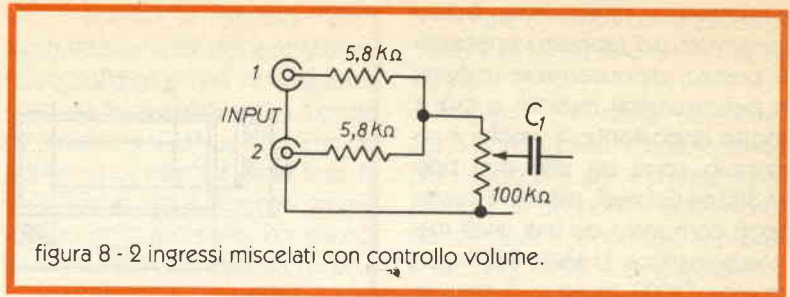 5,8 KΩ
1
INPUT
5,8 KΩ
2
C1
100 KΩ
figura 8 - 2 ingressi miscelati con controllo volume.